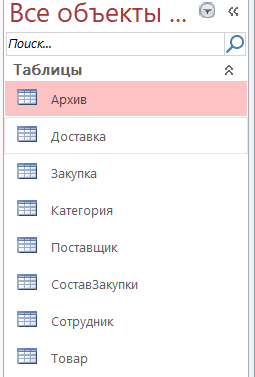 Все объекты ...
Поиск...
Таблицы
Архив
Доставка
Закупка
Категория
Поставщик
СоставЗакупки
Сотрудник
Товар